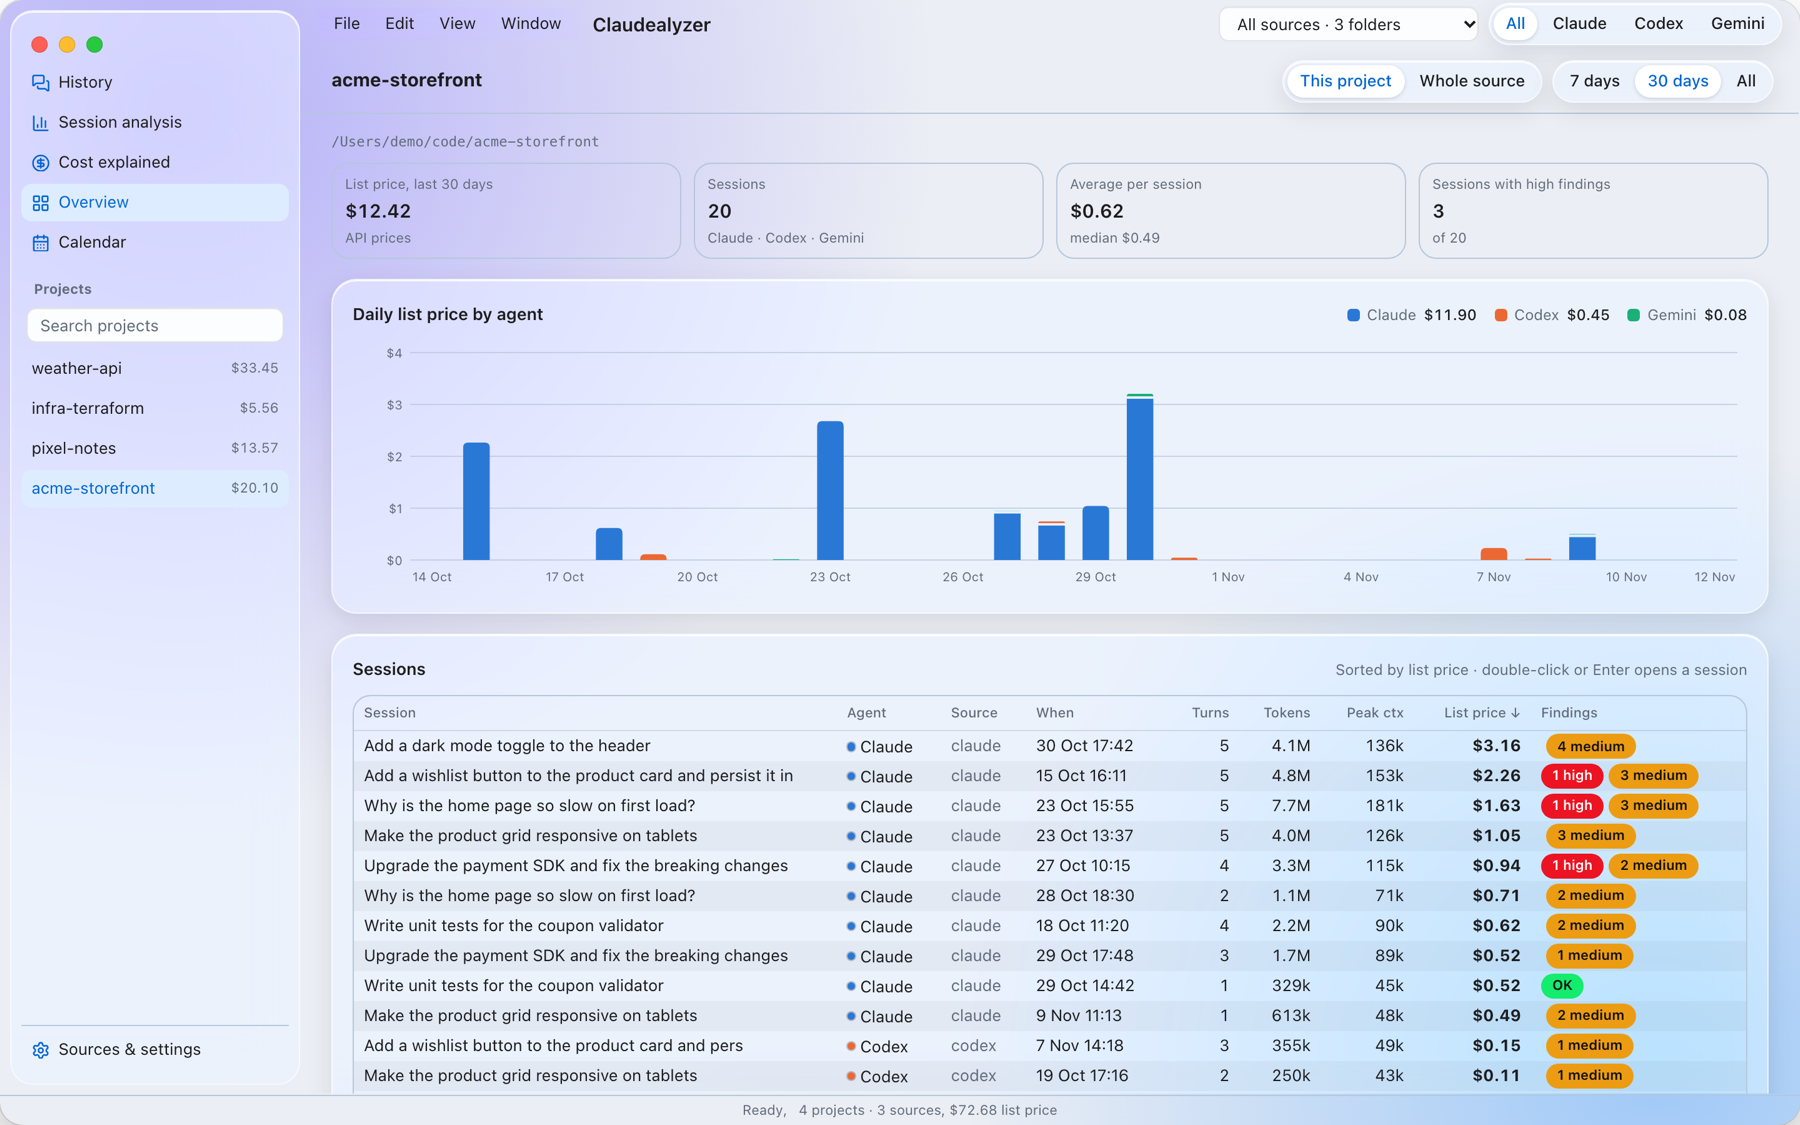 File Edit View Window Claudealyzer All sources · 3 folders All Claude Codex Gemini
History
Session analysis
Cost explained
Overview
Calendar
Projects
Search projects
weather-api $33.45
infra-terraform $5.56
pixel-notes $13.57
acme-storefront $20.10
Sources & settings
acme-storefront This project Whole source 7 days 30 days All
/Users/demo/code/acme-storefront
List price, last 30 days
$12.42
API prices
Sessions
20
Claude · Codex · Gemini
Average per session
$0.62
median $0.49
Sessions with high findings
3
of 20
Daily list price by agent Claude $11.90 Codex $0.45 Gemini $0.08
$4
$3
$2
$1
$0
14 Oct 17 Oct 20 Oct 23 Oct 26 Oct 29 Oct 1 Nov 4 Nov 7 Nov 10 Nov 12 Nov
Sessions Sorted by list price · double-click or Enter opens a session
Session Agent Source When Turns Tokens Peak ctx List price ↓ Findings
Add a dark mode toggle to the header Claude claude 30 Oct 17:42 5 4.1M 136k $3.16 4 medium
Add a wishlist button to the product card and persist it in Claude claude 15 Oct 16:11 5 4.8M 153k $2.26 1 high 3 medium
Why is the home page so slow on first load? Claude claude 23 Oct 15:55 5 7.7M 181k $1.63 1 high 3 medium
Make the product grid responsive on tablets Claude claude 23 Oct 13:37 5 4.0M 126k $1.05 3 medium
Upgrade the payment SDK and fix the breaking changes Claude claude 27 Oct 10:15 4 3.3M 115k $0.94 1 high 2 medium
Why is the home page so slow on first load? Claude claude 28 Oct 18:30 2 1.1M 71k $0.71 2 medium
Write unit tests for the coupon validator Claude claude 18 Oct 11:20 4 2.2M 90k $0.62 2 medium
Upgrade the payment SDK and fix the breaking changes Claude claude 29 Oct 17:48 3 1.7M 89k $0.52 1 medium
Write unit tests for the coupon validator Claude claude 29 Oct 14:42 1 329k 45k $0.52 OK
Make the product grid responsive on tablets Claude claude 9 Nov 11:13 1 613k 48k $0.49 2 medium
Add a wishlist button to the product card and pers Codex codex 7 Nov 14:18 3 355k 49k $0.15 1 medium
Make the product grid responsive on tablets Codex codex 19 Oct 17:16 2 250k 43k $0.11 1 medium
Ready, 4 projects · 3 sources, $72.68 list price